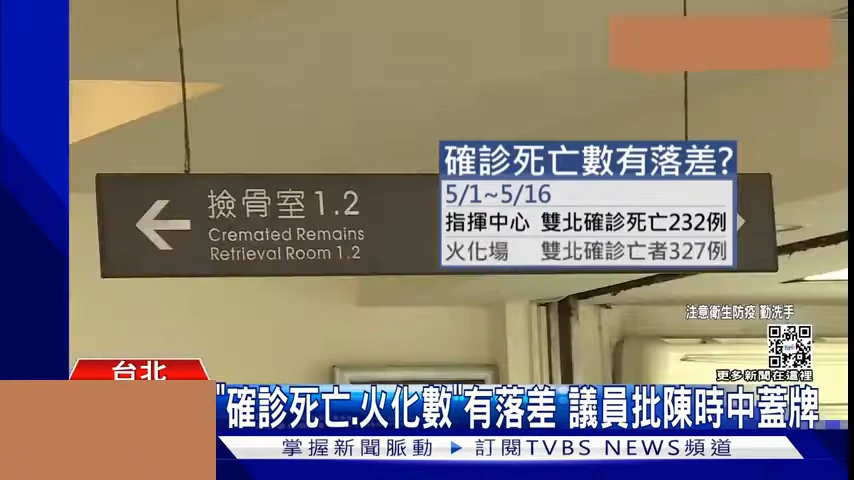 確診死亡數有落差?
5/1~5/16
指揮中心 雙北確診死亡232例
火化場 雙北確診亡者327例
撿骨室1.2
Cremated Remains
Retrieval Room 1.2
注意衛生防疫 勤洗手
更多新聞在這裡
台北
"確診死亡.火化數"有落差 議員批陳時中蓋牌
掌握新聞脈動 訂閱TVBS NEWS頻道